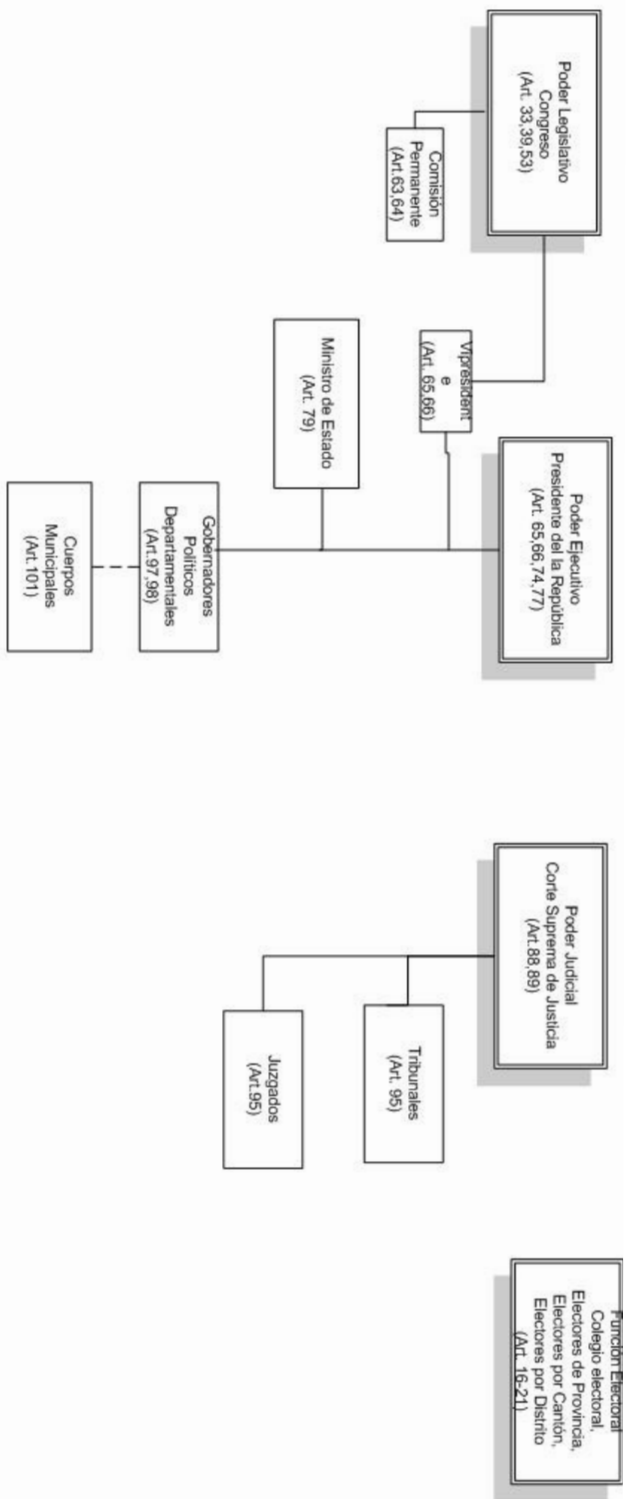 Poder Legislativo
Congreso
(Art. 33,39,53)
Comisión
Permanente
(Art.63,64)
Vipresident
e
(Art. 65,66)
Poder Ejecutivo
Presidente del la República
(Art. 65,66,74,77)
Ministro de Estado
(Art. 79)
Gobernadores
Políticos
Departamentales
(Art.97,98)
Cuerpos
Municipales
(Art.101)
Poder Judicial
Corte Suprema de Justicia
(Art.88,89)
Tribunales
(Art. 95)
Juzgados
(Art.95)
Función Electoral
Colegio electoral,
Electores de Provincia,
Electores por Cantón,
Electores por Distrito
(Art. 16-21)